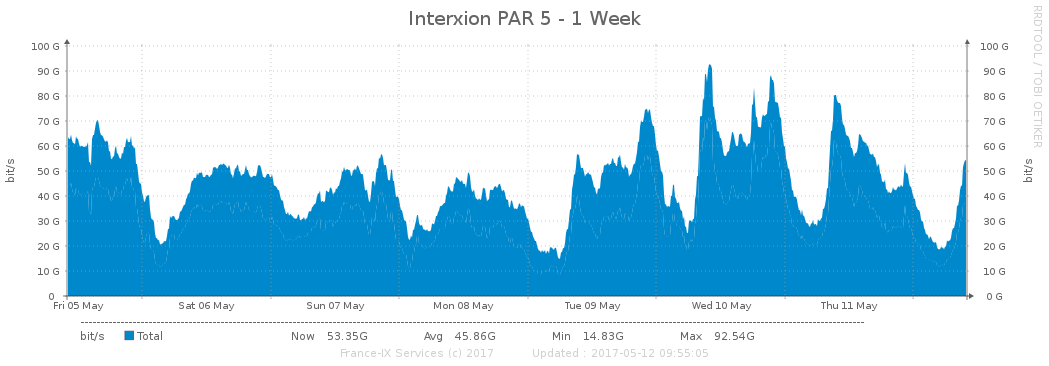 Interxion PAR 5 - 1 Week
RRDTOOL / TOBI OETIKER
bit/s
100 G
90 G
80 G
70 G
60 G
50 G
40 G
30 G
20 G
10 G
0
100 G
90 G
80 G
70 G
60 G
50 G
40 G
30 G
20 G
10 G
0 G
bit/s
Fri 05 May Sat 06 May Sun 07 May Mon 08 May Tue 09 May Wed 10 May Thu 11 May
bit/s Total Now 53.35G Avg 45.86G Min 14.83G Max 92.54G
France-IX Services (c) 2017 Updated : 2017-05-12 09:55:05